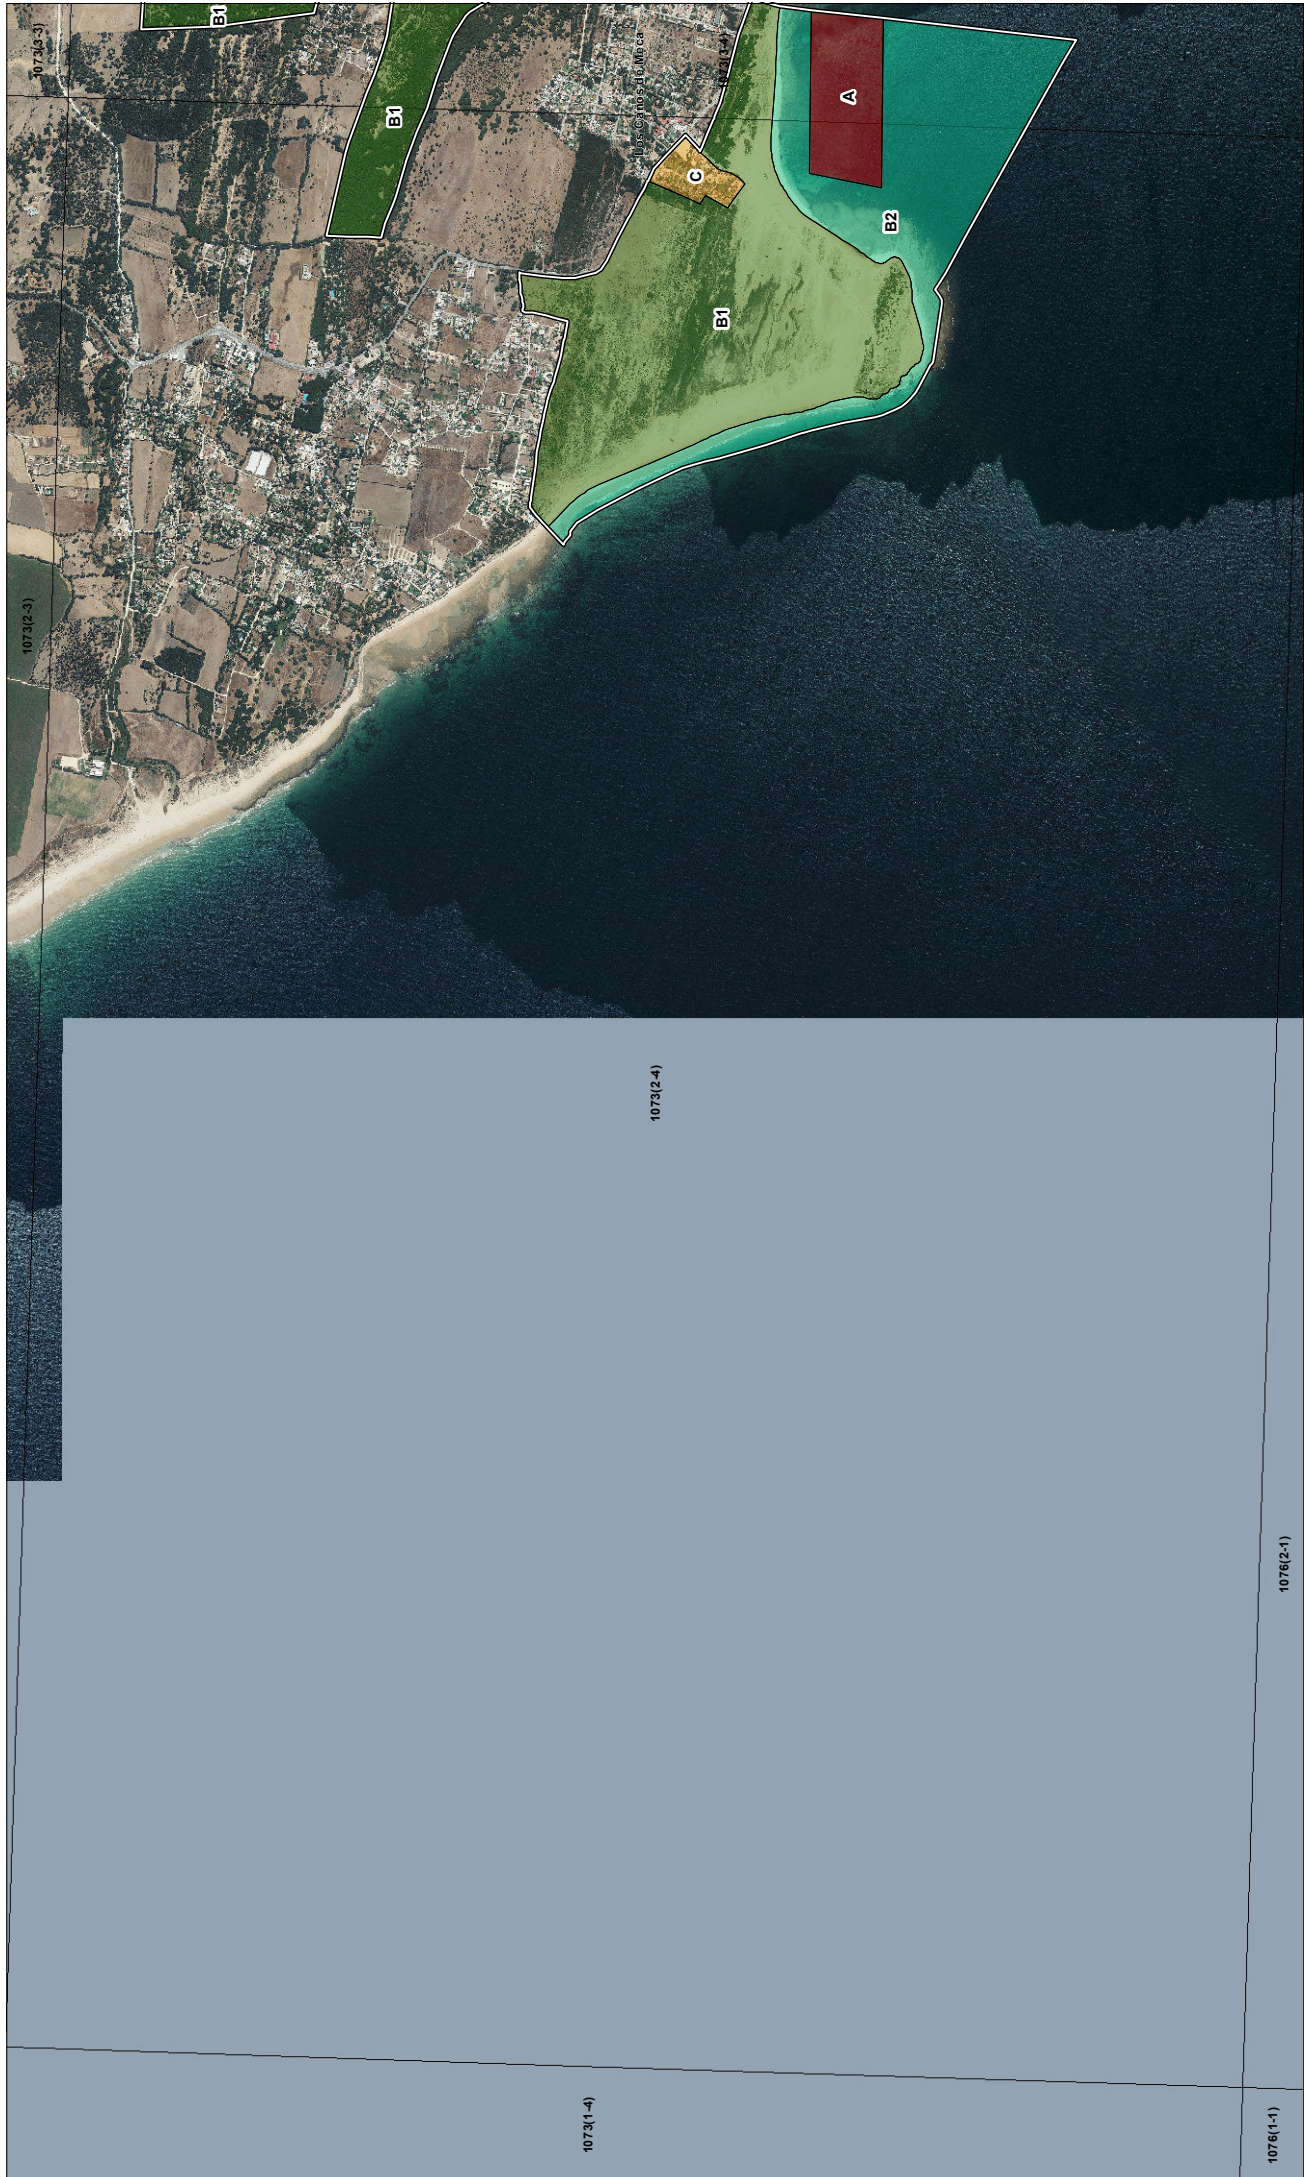 1073(2-3)
1073(3-3)
B1
B1
Los Caños de Meca
1073(3-4)
C
B1
A
B2
1073(2-4)
1073(1-4)
1076(2-1)
1076(1-1)